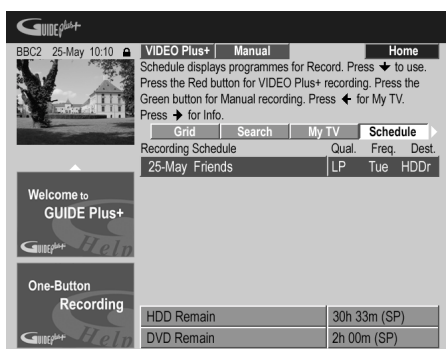 GUIDE plus+
BBC2 25-May 10:10
VIDEO Plus+ Manual Home
Schedule displays programmes for Record. Press to use.
Press the Red button for VIDEO Plus+ recording. Press the
Green button for Manual recording. Press for My TV.
Press for Info.
Grid Search My TV Schedule
Recording Schedule Qual. Freq. Dest.
25-May Friends LP Tue HDDr
Welcome to
GUIDE Plus+
GUIDE plus+ Help
One-Button
Recording
GUIDE plus+ Help
HDD Remain 30h 33m (SP)
DVD Remain 2h 00m (SP)